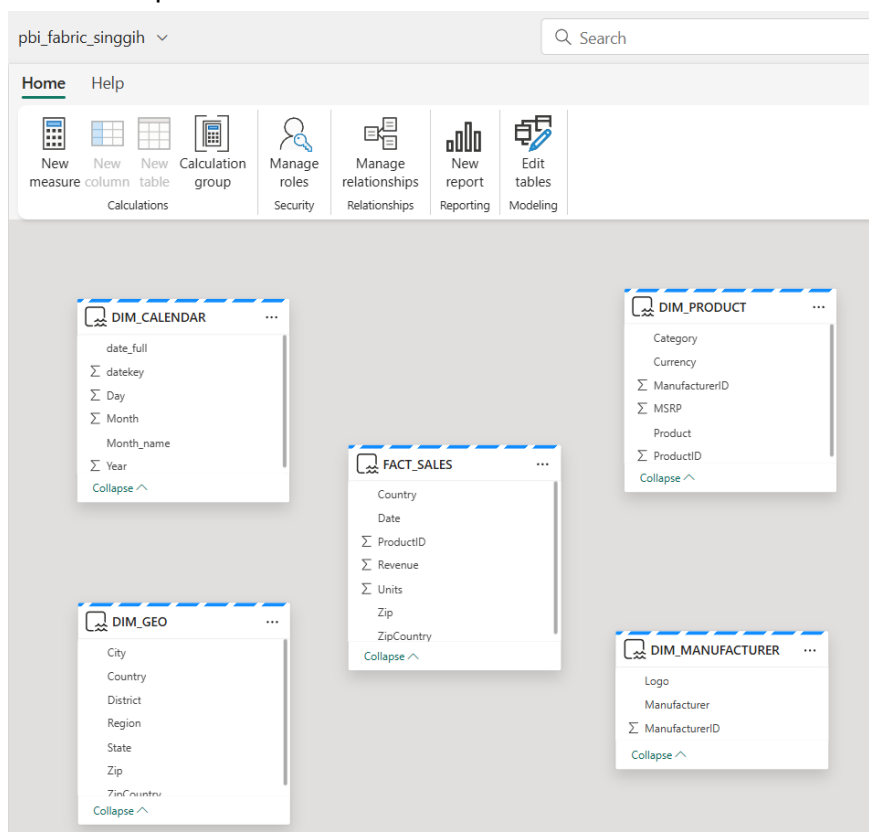 pbi_fabric_singgih
Search
Home Help
New measure
New column
New table
Calculation group
Calculations
Manage roles
Security
Manage relationships
Relationships
New report
Reporting
Edit tables
Modeling
DIM_CALENDAR ...
date_full
Σ datekey
Σ Day
Σ Month
Month_name
Σ Year
Collapse
DIM_PRODUCT ...
Category
Currency
Σ ManufacturerID
Σ MSRP
Product
Σ ProductID
Collapse
FACT_SALES ...
Country
Date
Σ ProductID
Σ Revenue
Σ Units
Zip
ZipCountry
Collapse
DIM_GEO ...
City
Country
District
Region
State
Zip
ZipCountry
Collapse
DIM_MANUFACTURER ...
Logo
Manufacturer
Σ ManufacturerID
Collapse